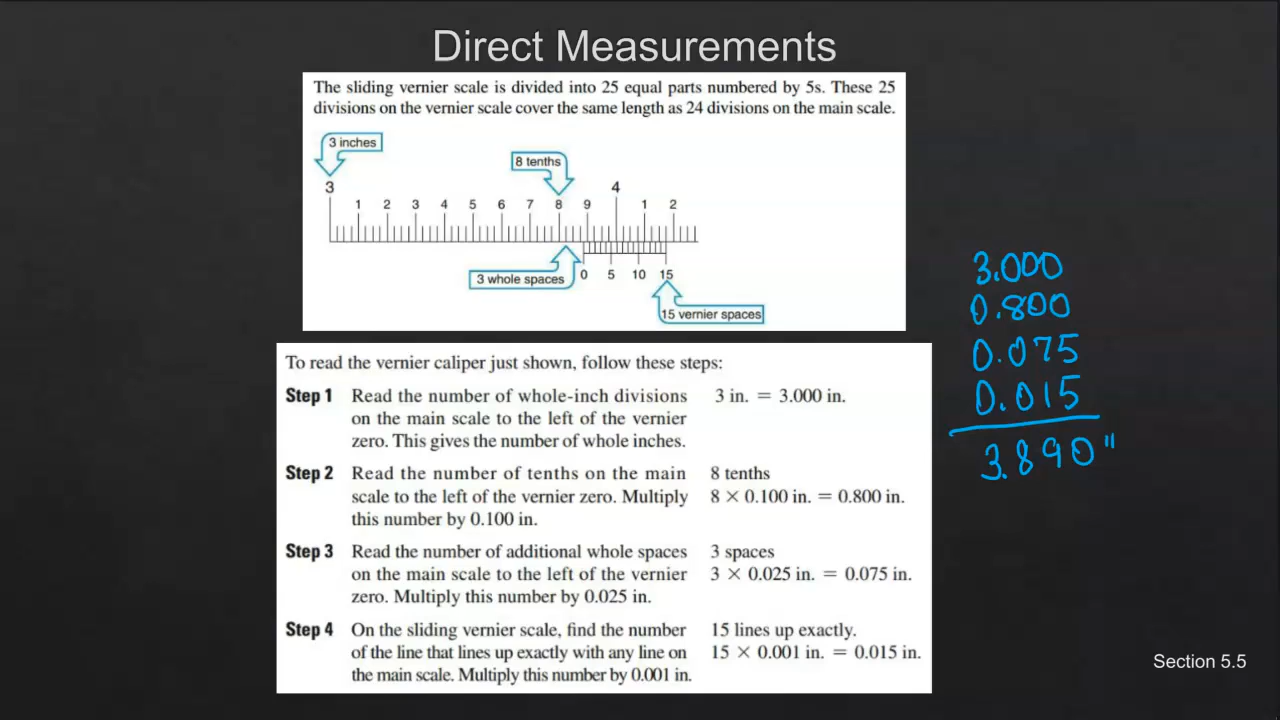 Direct Measurements
The sliding vernier scale is divided into 25 equal parts numbered by 5s. These 25
divisions on the vernier scale cover the same length as 24 divisions on the main scale.
3 inches
8 tenths
3 4
1 2 3 4 5 6 7 8 9 1 2
3 whole spaces
0 5 10 15
15 vernier spaces
To read the vernier caliper just shown, follow these steps:
Step 1 Read the number of whole-inch divisions 3 in. = 3.000 in.
on the main scale to the left of the vernier
zero. This gives the number of whole inches.
Step 2 Read the number of tenths on the main 8 tenths
scale to the left of the vernier zero. Multiply 8 × 0.100 in. = 0.800 in.
this number by 0.100 in.
Step 3 Read the number of additional whole spaces 3 spaces
on the main scale to the left of the vernier 3 × 0.025 in. = 0.075 in.
zero. Multiply this number by 0.025 in.
Step 4 On the sliding vernier scale, find the number 15 lines up exactly.
of the line that lines up exactly with any line on 15 × 0.001 in. = 0.015 in.
the main scale. Multiply this number by 0.001 in.
3.000
0.800
0.075
0.015
3.890"
Section 5.5